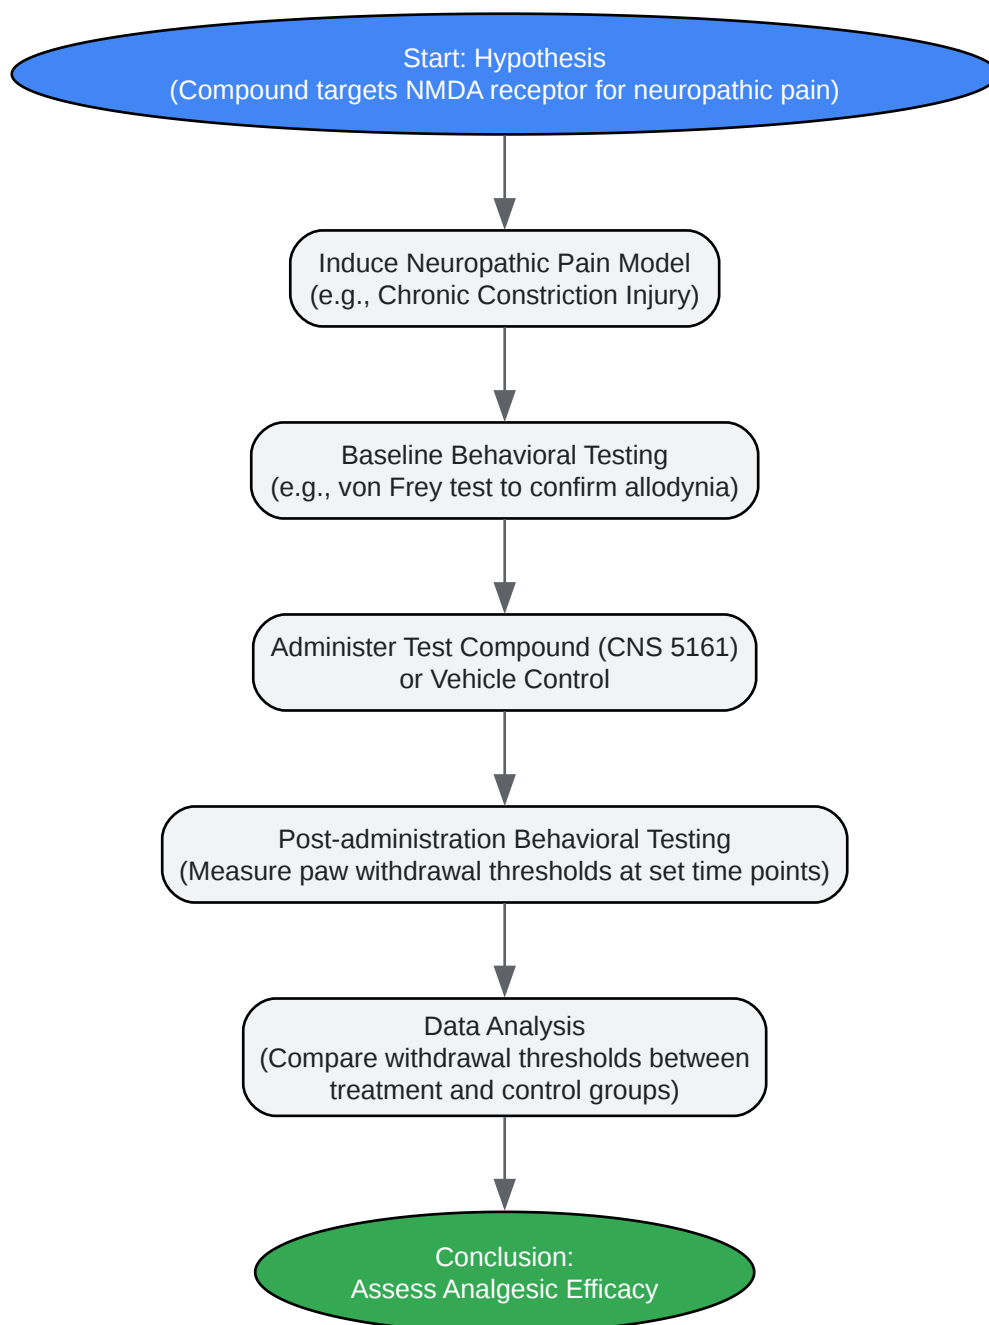 Start: Hypothesis
(Compound targets NMDA receptor for neuropathic pain)
Induce Neuropathic Pain Model
(e.g., Chronic Constriction Injury)
Baseline Behavioral Testing
(e.g., von Frey test to confirm allodynia)
Administer Test Compound (CNS 5161)
or Vehicle Control
Post-administration Behavioral Testing
(Measure paw withdrawal thresholds at set time points)
Data Analysis
(Compare withdrawal thresholds between
treatment and control groups)
Conclusion:
Assess Analgesic Efficacy